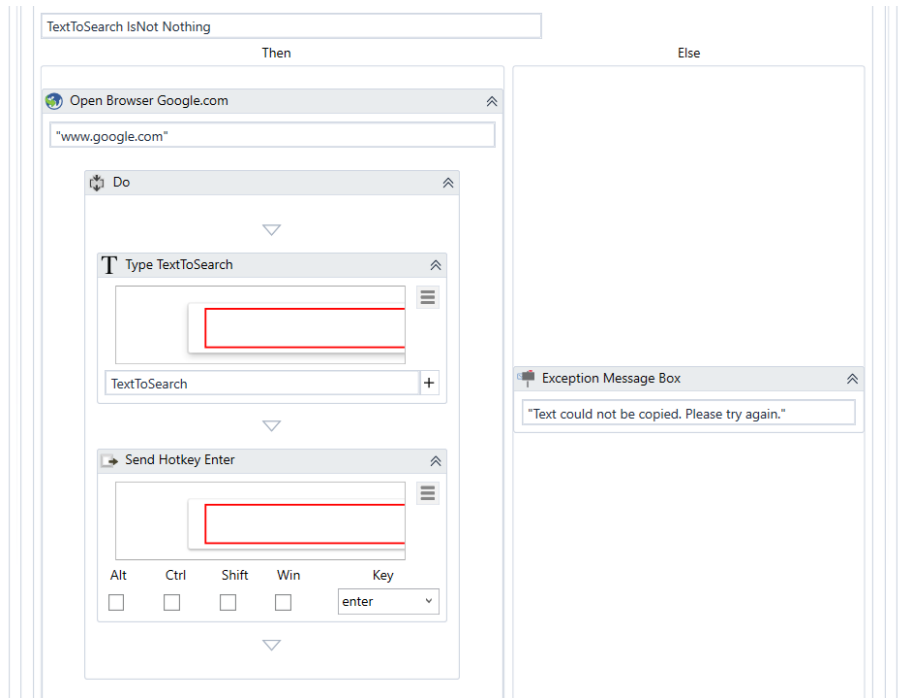 TextToSearch IsNot Nothing
Then
Else
Open Browser Google.com
"www.google.com"
Do
T Type TextToSearch
TextToSearch
+
Send Hotkey Enter
Alt Ctrl Shift Win Key
enter
Exception Message Box
"Text could not be copied. Please try again."